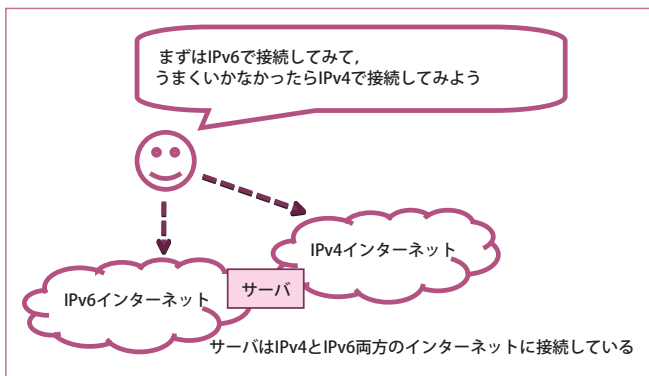 まずはIPv6で接続してみて，
うまくいかなかったらIPv4で接続してみよう
IPv4インターネット
サーバ
IPv6インターネット
サーバはIPv4とIPv6両方のインターネットに接続している